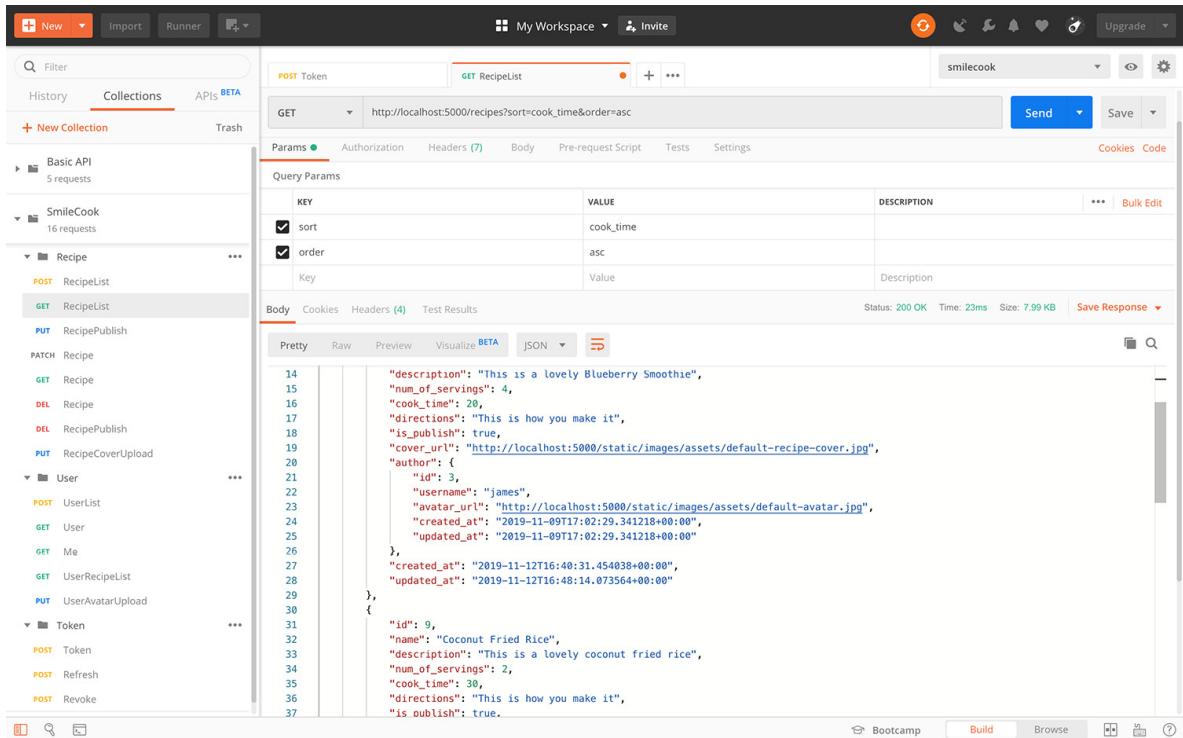 New Import Runner My Workspace Invite Upgrade
Filter
History Collections APIs BETA
New Collection Trash
Basic API
5 requests
SmileCook
16 requests
Recipe
POST RecipeList
GET RecipeList
PUT RecipePublish
PATCH Recipe
GET Recipe
DEL Recipe
DEL RecipePublish
PUT RecipeCoverUpload
User
POST UserList
GET User
GET Me
GET UserRecipeList
PUT UserAvatarUpload
Token
POST Token
POST Refresh
POST Revoke
POST Token GET RecipeList + ••• smilecook
GET http://localhost:5000/recipes?sort=cook_time&order=asc Send Save
Params Authorization Headers (7) Body Pre-request Script Tests Settings Cookies Code
Query Params
KEY VALUE DESCRIPTION ••• Bulk Edit
sort cook_time
order asc
Key Value Description
Body Cookies Headers (4) Test Results Status: 200 OK Time: 23ms Size: 7.99 KB Save Response
Pretty Raw Preview Visualize BETA JSON
14 "description": "This is a lovely Blueberry Smoothie",
15 "num_of_servings": 4,
16 "cook_time": 20,
17 "directions": "This is how you make it",
18 "is_publish": true,
19 "cover_url": "http://localhost:5000/static/images/assets/default-recipe-cover.jpg",
20 "author": {
21 "id": 3,
22 "username": "james",
23 "avatar_url": "http://localhost:5000/static/images/assets/default-avatar.jpg",
24 "created_at": "2019-11-09T17:02:29.341218+00:00",
25 "updated_at": "2019-11-09T17:02:29.341218+00:00"
26 },
27 "created_at": "2019-11-12T16:40:31.454038+00:00",
28 "updated_at": "2019-11-12T16:48:14.073564+00:00"
29 },
30 {
31 "id": 9,
32 "name": "Coconut Fried Rice",
33 "description": "This is a lovely coconut fried rice",
34 "num_of_servings": 2,
35 "cook_time": 30,
36 "directions": "This is how you make it",
37 "is_publish": true,
Bootcamp Build Browse